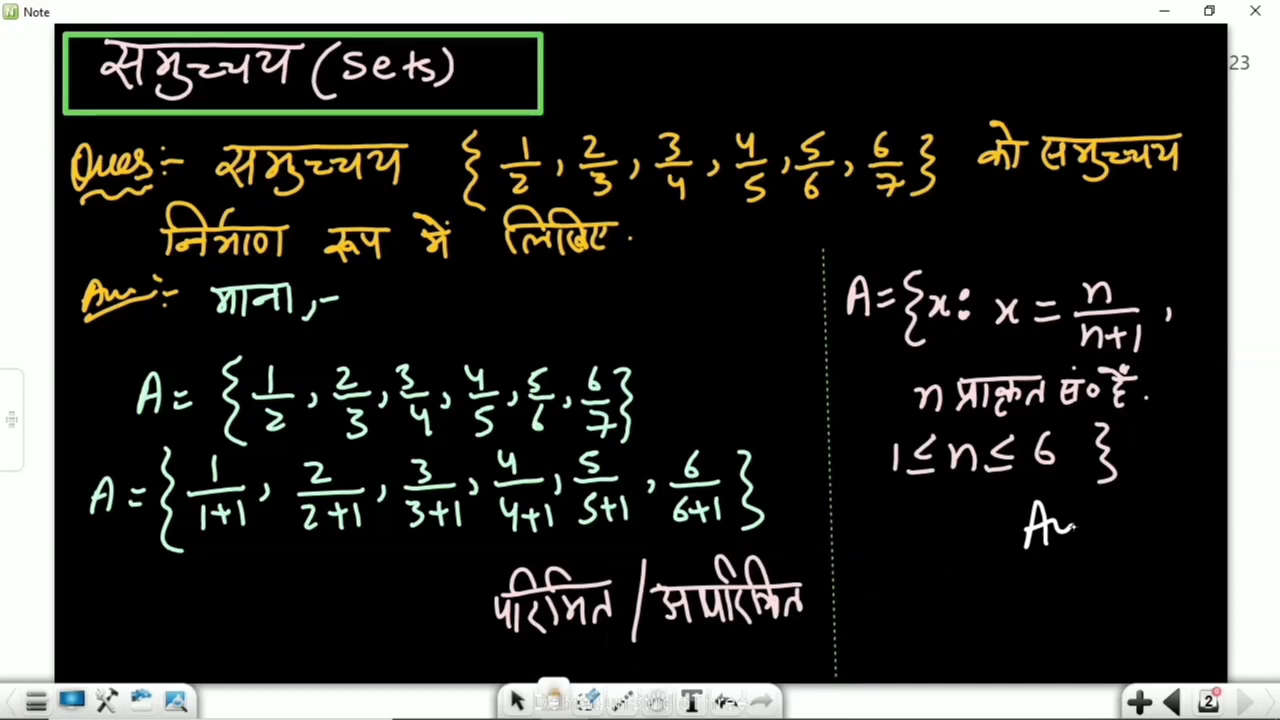 Note
23
समुच्चय (sets)
Ques:- समुच्चय {1/2, 2/3, 3/4, 4/5, 5/6, 6/7} को समुच्चय
निर्माण रूप में लिखिए.
Ans:- माना,-
A = {1/2, 2/3, 3/4, 4/5, 5/6, 6/7}
A = {1/1+1, 2/2+1, 3/3+1, 4/4+1, 5/5+1, 6/6+1}
परिमित / अपरिमित
A = {x: x = n/n+1,
n प्राकृत सं० हैं.
1 ≤ n ≤ 6 }
An
2